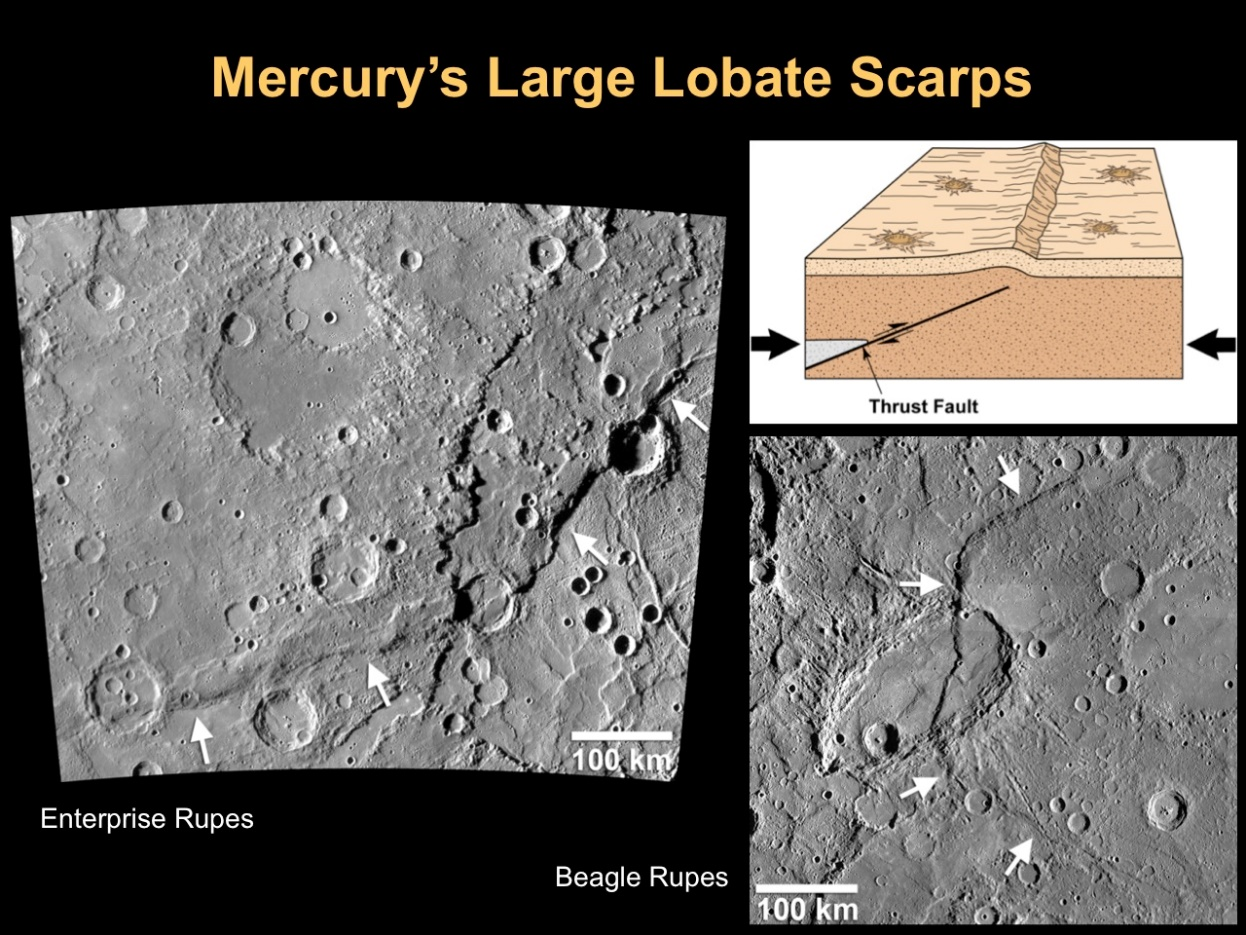 Mercury’s Large Lobate Scarps
Thrust Fault
100 km
Enterprise Rupes
Beagle Rupes
100 km